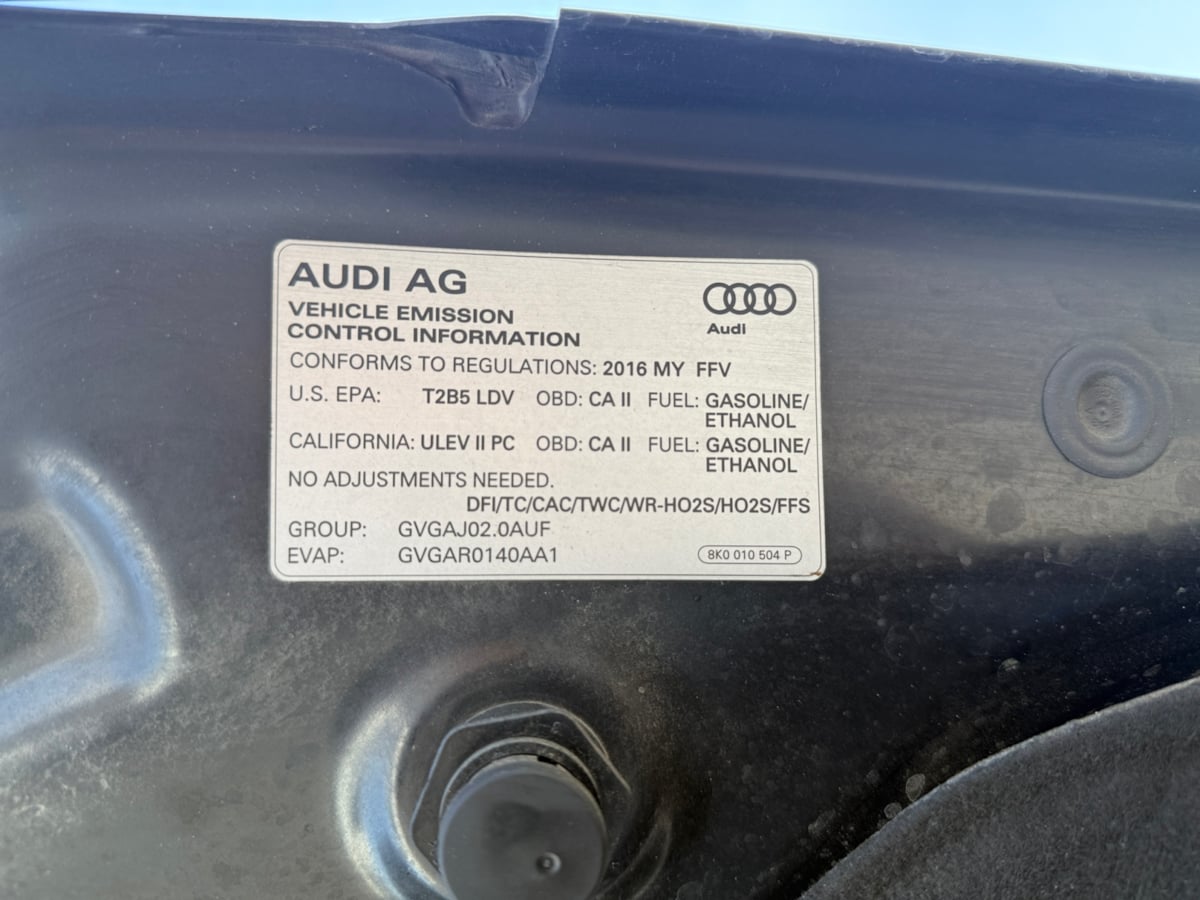 AUDI AG
Audi
VEHICLE EMISSION
CONTROL INFORMATION
CONFORMS TO REGULATIONS: 2016 MY FFV
U.S. EPA: T2B5 LDV OBD: CA II FUEL: GASOLINE/
ETHANOL
CALIFORNIA: ULEV II PC OBD: CA II FUEL: GASOLINE/
ETHANOL
NO ADJUSTMENTS NEEDED.
DFI/TC/CAC/TWC/WR-HO2S/HO2S/FFS
GROUP: GVGAJ02.0AUF
EVAP: GVGAR0140AA1
8K0 010 504 P